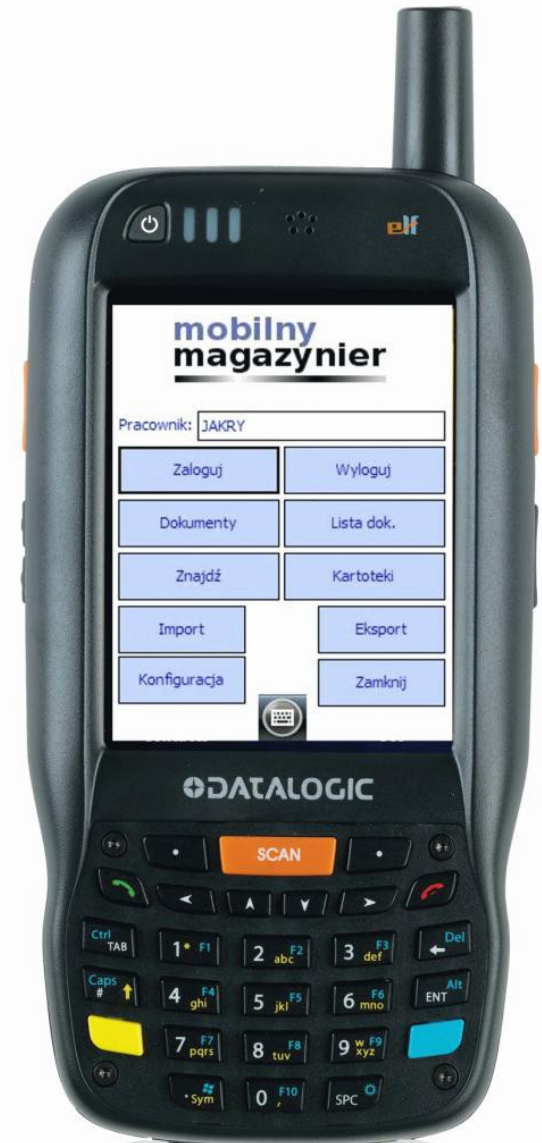 elf
mobilny
magazynier
Pracownik: JAKRY
Zaloguj Wyloguj
Dokumenty Lista dok.
Znajdź Kartoteki
Import Eksport
Konfiguracja Zamknij
DATALOGIC
SCAN
Ctrl TAB 1* F1 2 abc F2 3 def F3 ← Del
Caps # ↑ 4 ghi F4 5 jkl F5 6 mno F6 ENT Alt
7 pqrs F7 8 tuv F8 9 wxyz F9
. Sym 0 , F10 SPC